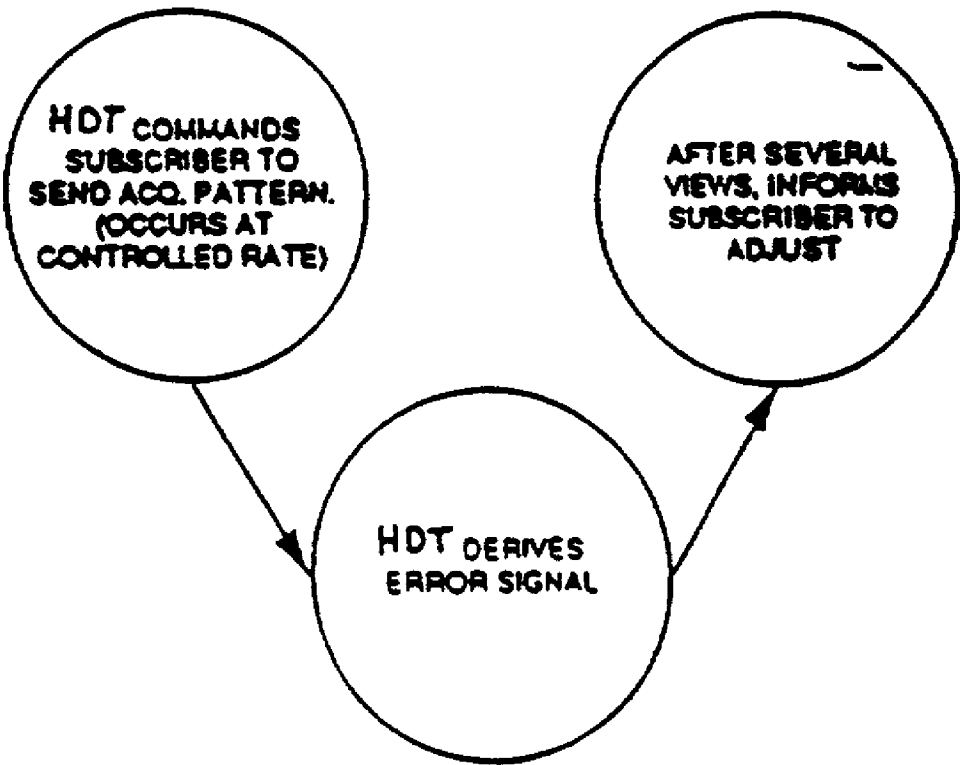 HDT COMMANDS
SUBSCRIBER TO
SEND ACQ. PATTERN.
(OCCURS AT
CONTROLLED RATE)
AFTER SEVERAL
VIEWS, INFORMS
SUBSCRIBER TO
ADJUST
HDT DERIVES
ERROR SIGNAL